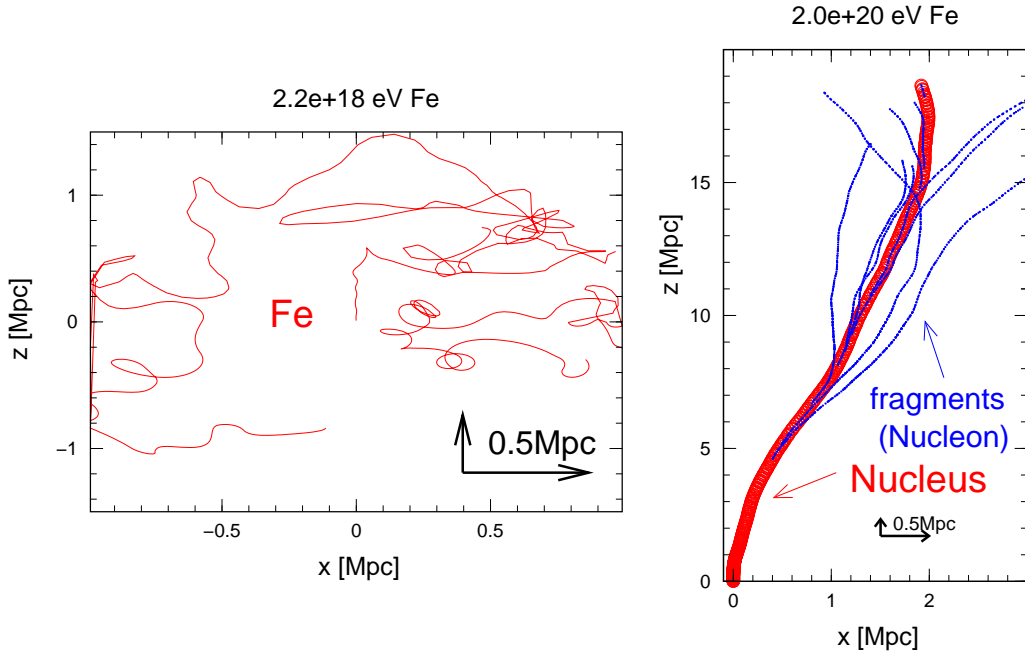 2.2e+18 eV Fe
z [Mpc]
1
0
−1
Fe
0.5Mpc
−0.5
0
0.5
x [Mpc]
2.0e+20 eV Fe
z [Mpc]
15
10
5
0
fragments
(Nucleon)
Nucleus
0.5Mpc
0
1
2
x [Mpc]